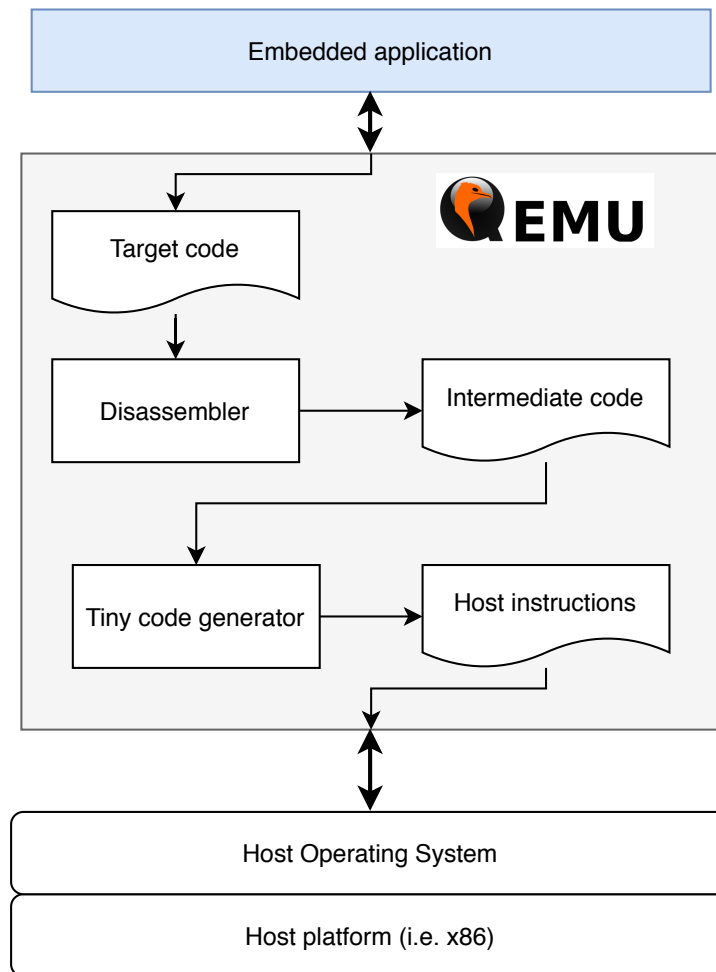 Embedded application
QEMU
Target code
Disassembler
Intermediate code
Tiny code generator
Host instructions
Host Operating System
Host platform (i.e. x86)